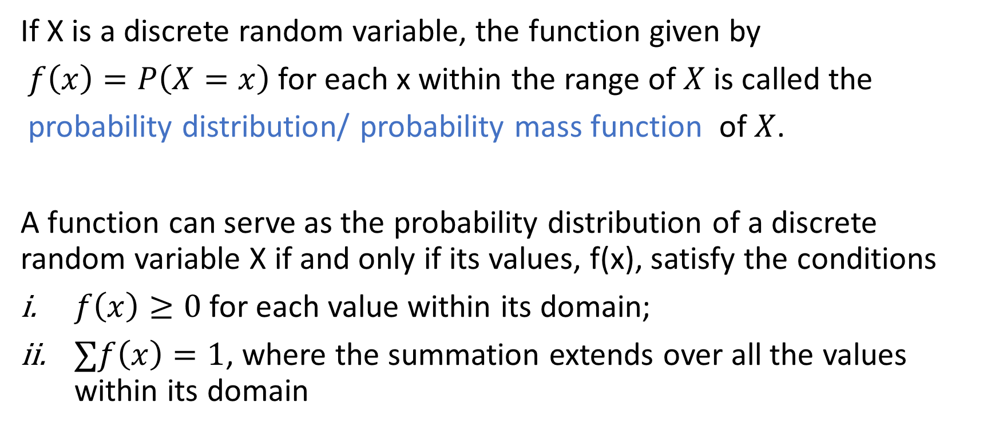 If X is a discrete random variable, the function given by
f(x) = P(X = x) for each x within the range of X is called the
probability distribution/ probability mass function of X.
A function can serve as the probability distribution of a discrete
random variable X if and only if its values, f(x), satisfy the conditions
i. f(x) ≥ 0 for each value within its domain;
ii. ∑f(x) = 1, where the summation extends over all the values
within its domain